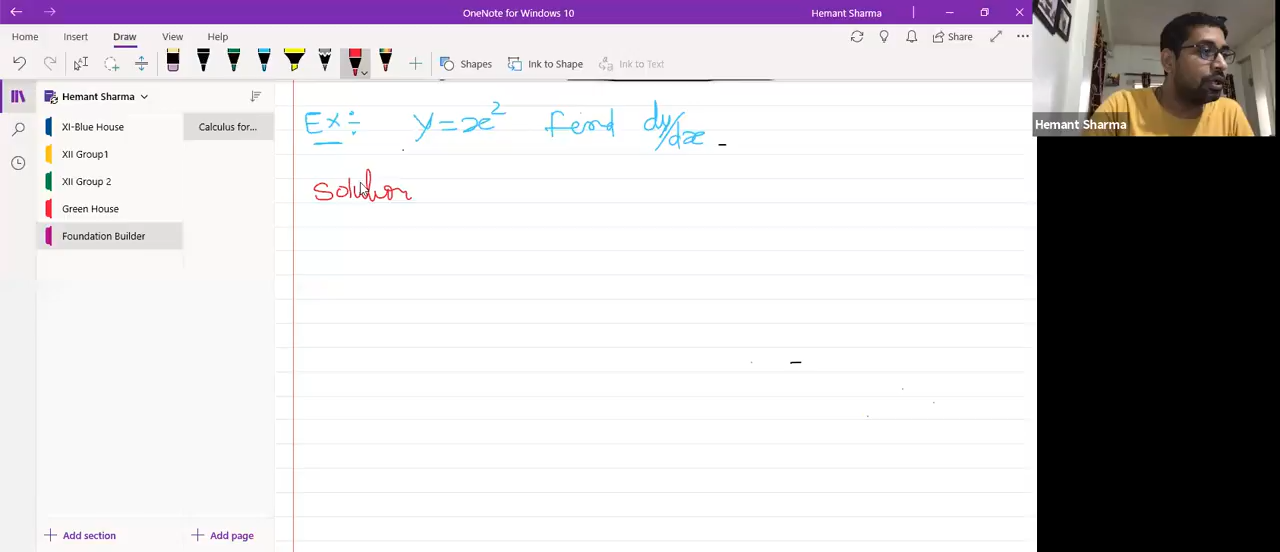 OneNote for Windows 10
Hemant Sharma
Home Insert Draw View Help
Share
Shapes Ink to Shape Ink to Text
Hemant Sharma
XI-Blue House
XII Group1
XII Group 2
Green House
Foundation Builder
Calculus for...
Ex ÷ y = x² find dy/dx
Solution
Hemant Sharma
Add section Add page